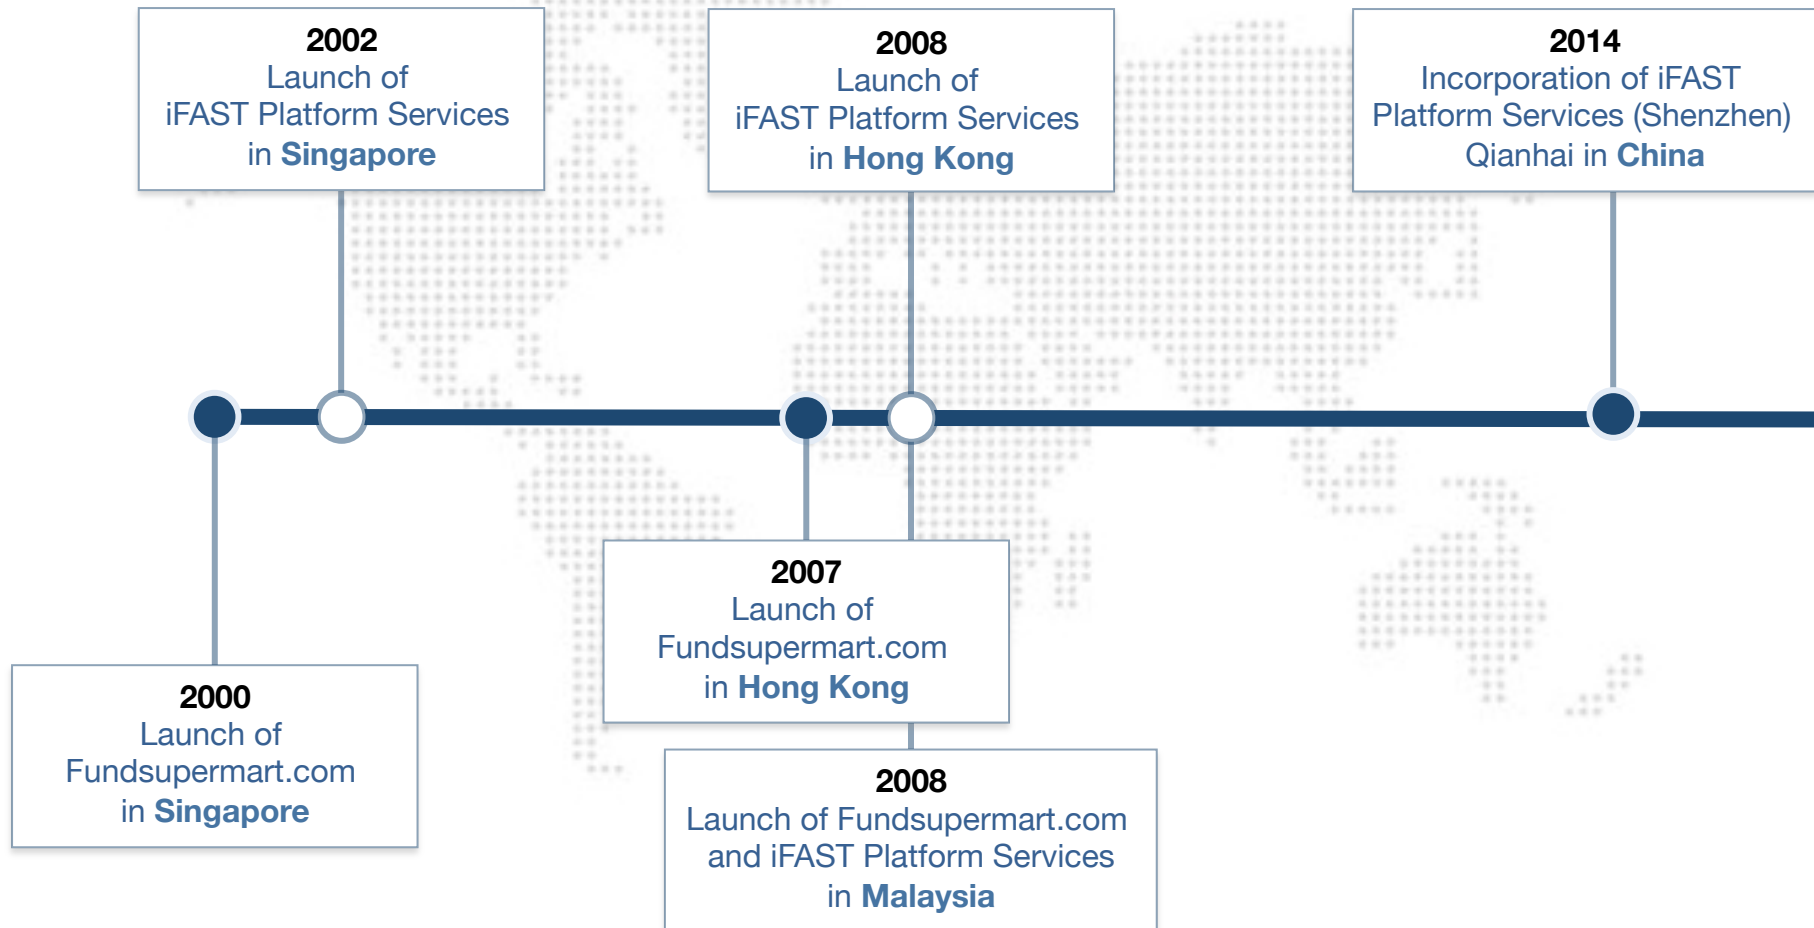 2002
Launch of
iFAST Platform Services
in Singapore
2008
Launch of
iFAST Platform Services
in Hong Kong
2014
Incorporation of iFAST
Platform Services (Shenzhen)
Qianhai in China
2007
Launch of
Fundsupermart.com
in Hong Kong
2000
Launch of
Fundsupermart.com
in Singapore
2008
Launch of Fundsupermart.com
and iFAST Platform Services
in Malaysia